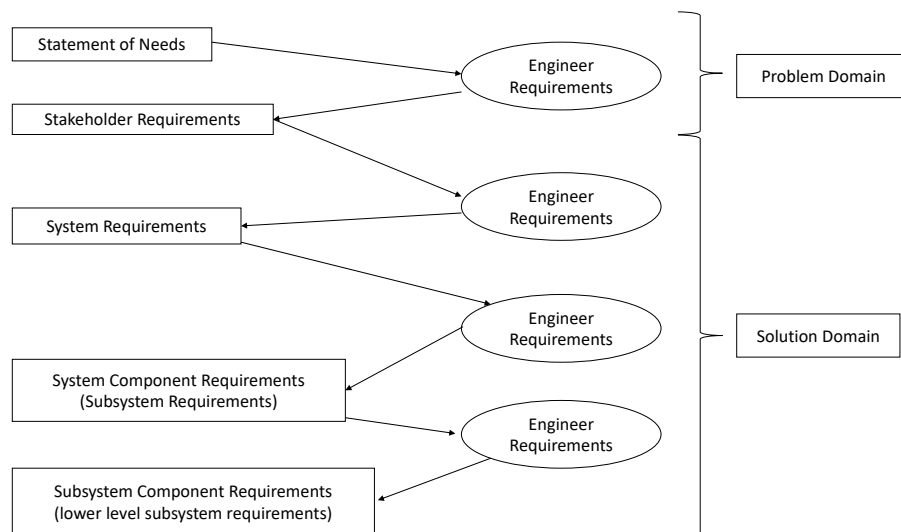 Statement of Needs
Engineer
Requirements
Problem Domain
Stakeholder Requirements
Engineer
Requirements
System Requirements
Engineer
Requirements
Solution Domain
System Component Requirements
(Subsystem Requirements)
Engineer
Requirements
Subsystem Component Requirements
(lower level subsystem requirements)